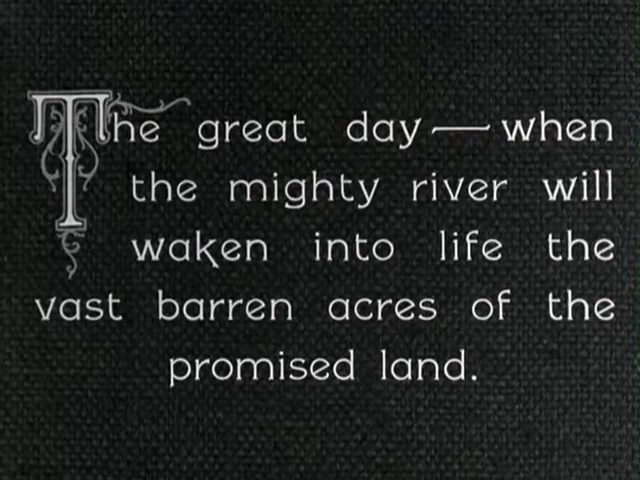 The great day—when
the mighty river will
waken into life the
vast barren acres of the
promised land.